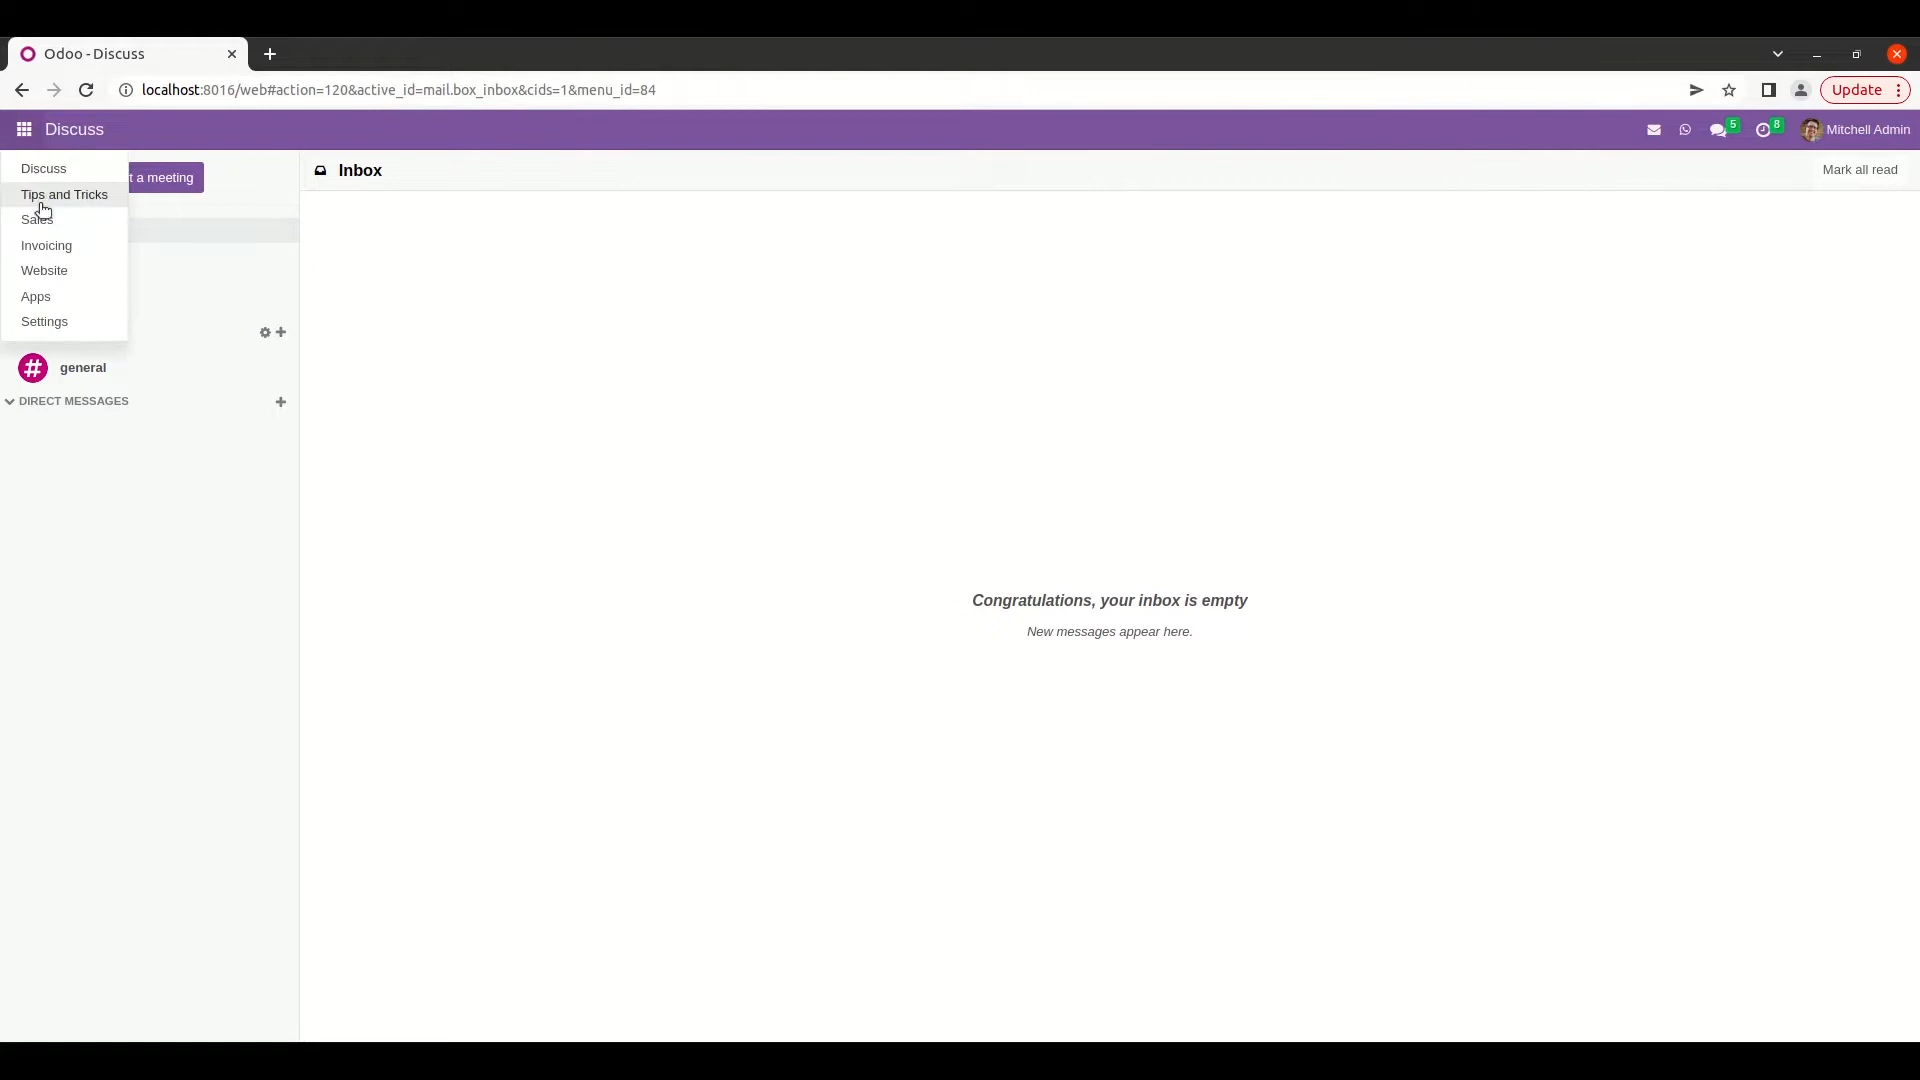 Odoo - Discuss
localhost:8016/web#action=120&active_id=mail.box_inbox&cids=1&menu_id=84
Update
Discuss
5
8
Mitchell Admin
Discuss
Tips and Tricks
Sales
Invoicing
Website
Apps
Settings
t a meeting
Inbox
Mark all read
general
DIRECT MESSAGES
Congratulations, your inbox is empty
New messages appear here.